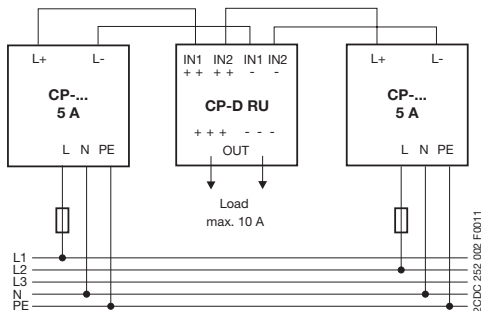 L+ L- IN1 IN2 IN1 IN2 L+ L-
+ + + + - -
CP-... CP-D RU CP-...
5 A 5 A
+ + + - - -
L N PE OUT L N PE
Load
max. 10 A
L1
L2
L3
N
PE
2CDC 252 002 F0011